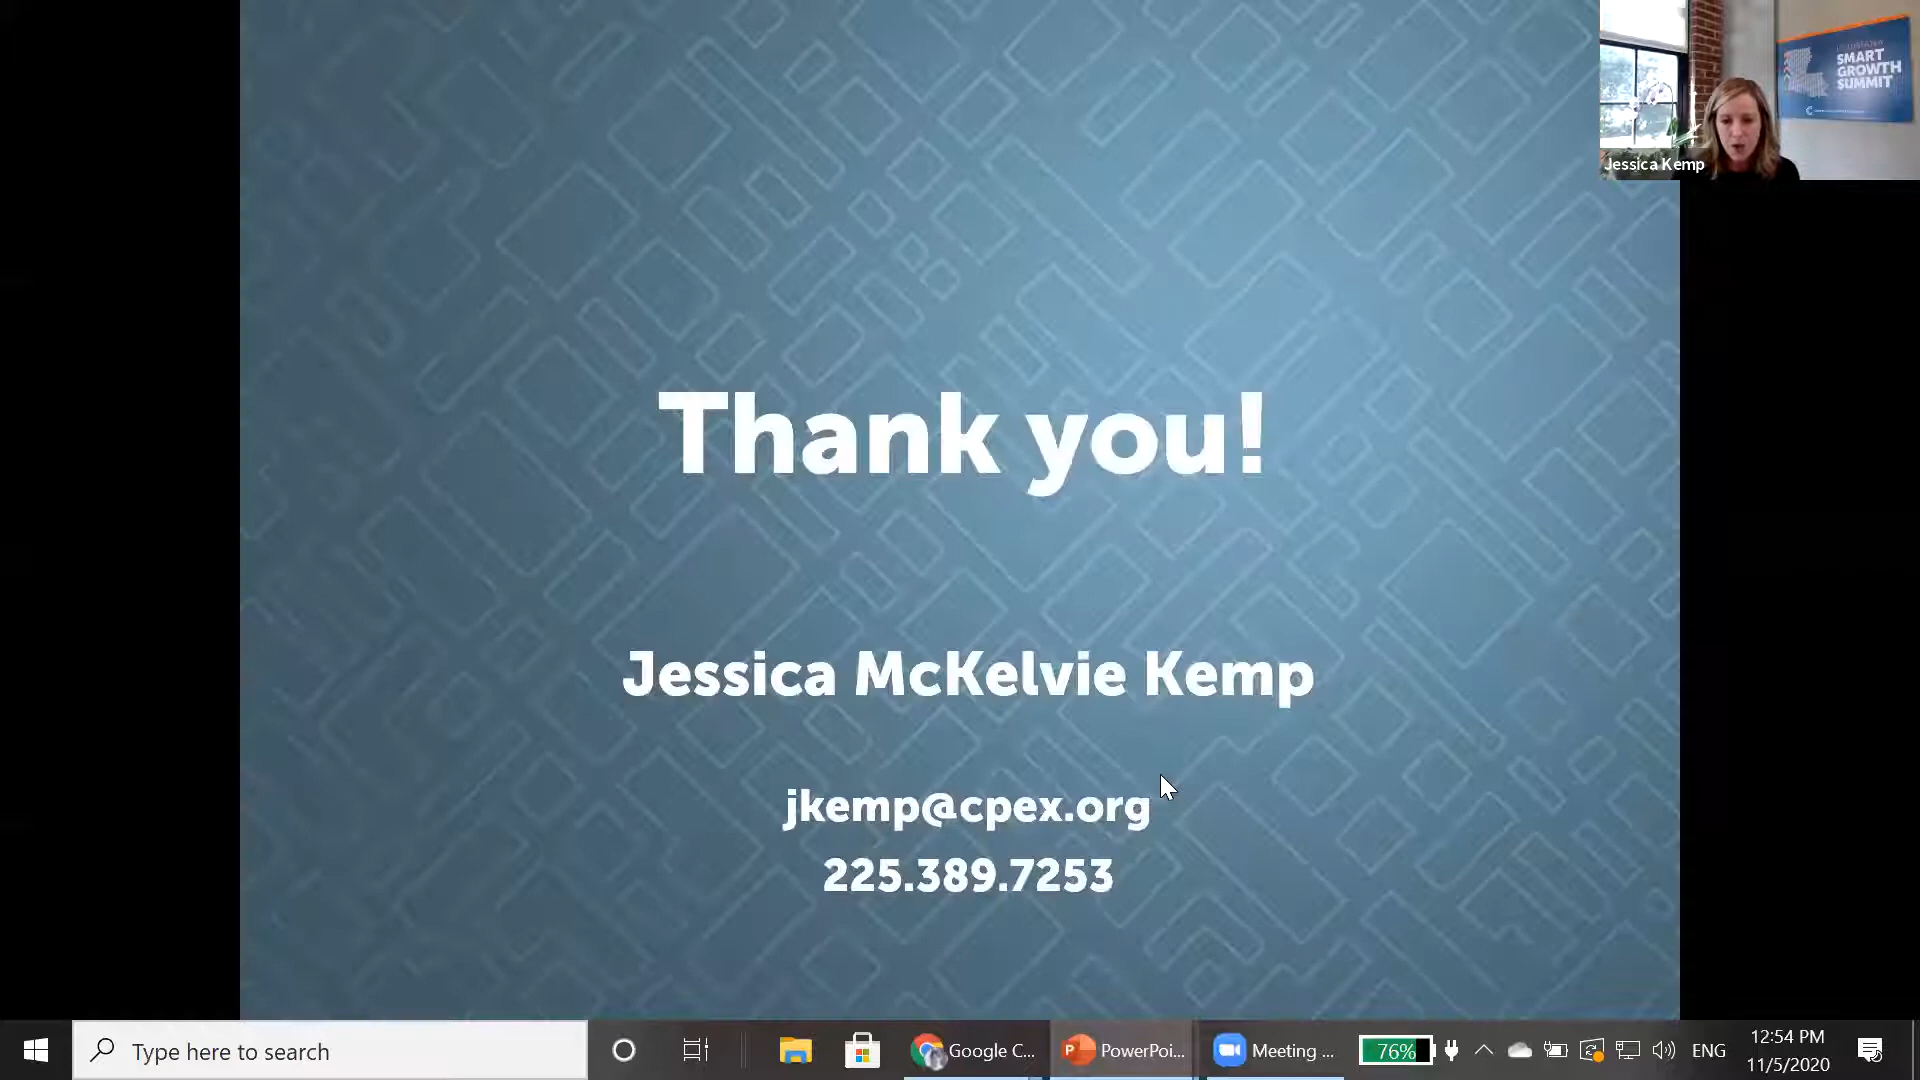 SMART
GROWTH
SUMMIT
Jessica Kemp
Thank you!
Jessica McKelvie Kemp
jkemp@cpex.org
225.389.7253
Type here to search
Google C...
PowerPoi...
Meeting ...
76%
ENG
12:54 PM
11/5/2020